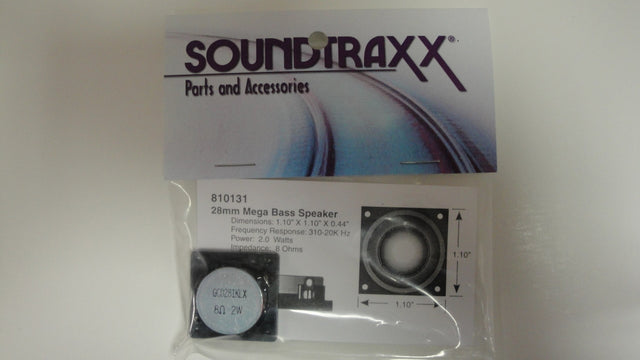 SOUNDTRAXX®
Parts and Accessories
810131
28mm Mega Bass Speaker
Dimensions: 1.10" X 1.10" X 0.44"
Frequency Response: 310-20K Hz
Power: 2.0 Watts
Impedance: 8 Ohms
1.10"
1.10"
GC0281KLX
8Ω 2W